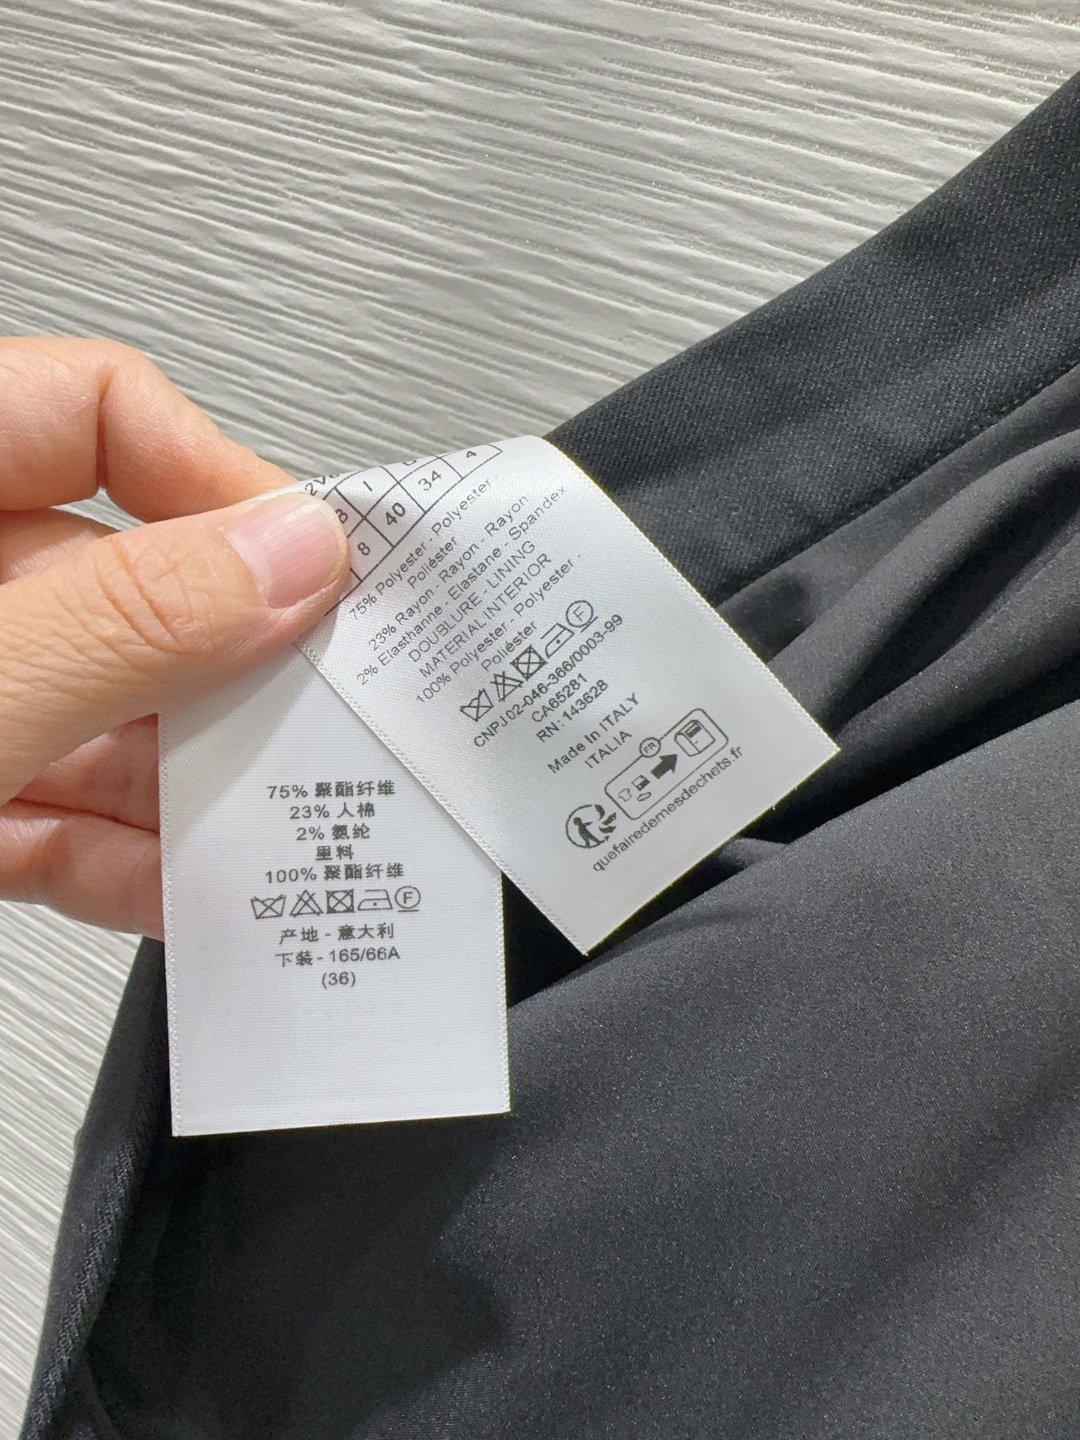 I
34
4
40
8
75% Polyester - Polyester -
Poliéster
23% Rayon - Rayon - Rayon
2% Elasthanne - Elastane - Spandex
DOUBLURE - LINING
MATERIAL INTERIOR
100% Polyester - Polyester -
Poliéster
F
CNPJ 02-046-366/0003-99
CA65281
RN: 143628
Made In ITALY
ITALIA
FR
quefairedemesdechets.fr
75% 聚酯纤维
23% 人棉
2% 氨纶
里料
100% 聚酯纤维
F
产地 - 意大利
下装 - 165/66A
(36)